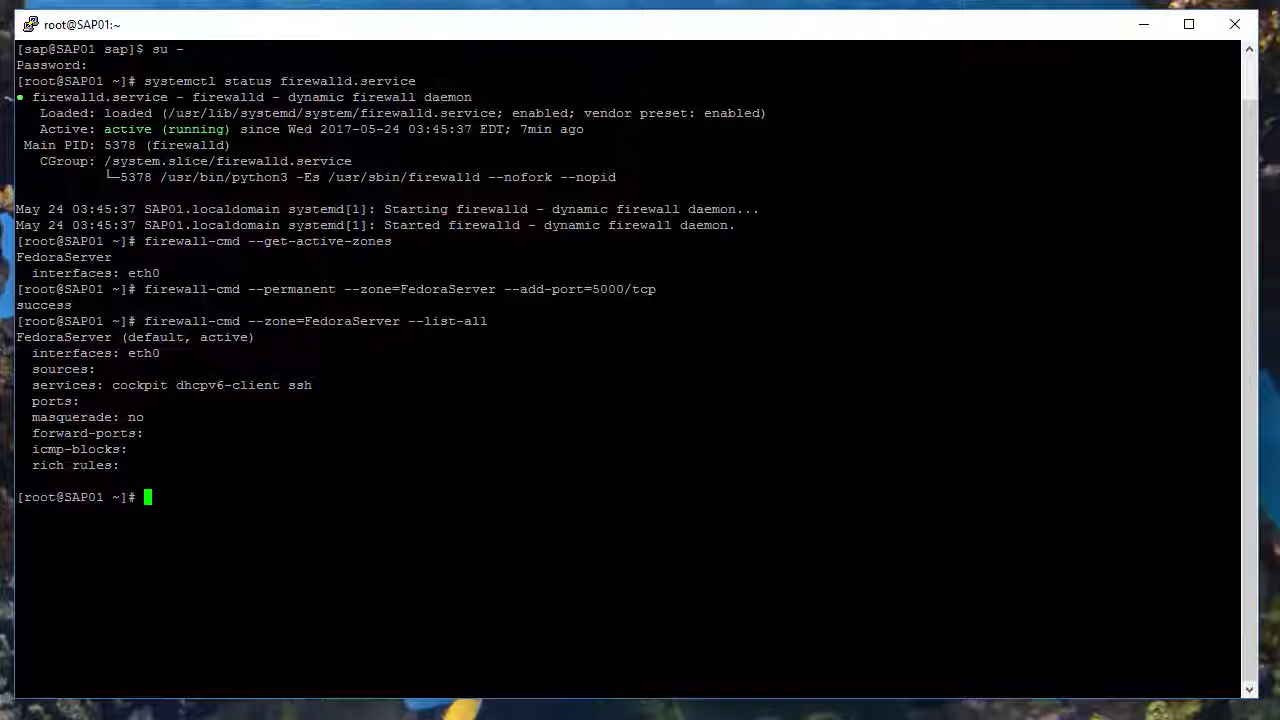 root@SAP01:~
[sap@SAP01 sap]$ su -
Password:
[root@SAP01 ~]# systemctl status firewalld.service
● firewalld.service - firewalld - dynamic firewall daemon
   Loaded: loaded (/usr/lib/systemd/system/firewalld.service; enabled; vendor preset: enabled)
   Active: active (running) since Wed 2017-05-24 03:45:37 EDT; 7min ago
 Main PID: 5378 (firewalld)
   CGroup: /system.slice/firewalld.service
           └─5378 /usr/bin/python3 -Es /usr/sbin/firewalld --nofork --nopid
May 24 03:45:37 SAP01.localdomain systemd[1]: Starting firewalld - dynamic firewall daemon...
May 24 03:45:37 SAP01.localdomain systemd[1]: Started firewalld - dynamic firewall daemon.
[root@SAP01 ~]# firewall-cmd --get-active-zones
FedoraServer
  interfaces: eth0
[root@SAP01 ~]# firewall-cmd --permanent --zone=FedoraServer --add-port=5000/tcp
success
[root@SAP01 ~]# firewall-cmd --zone=FedoraServer --list-all
FedoraServer (default, active)
  interfaces: eth0
  sources:
  services: cockpit dhcpv6-client ssh
  ports:
  masquerade: no
  forward-ports:
  icmp-blocks:
  rich rules:
[root@SAP01 ~]#